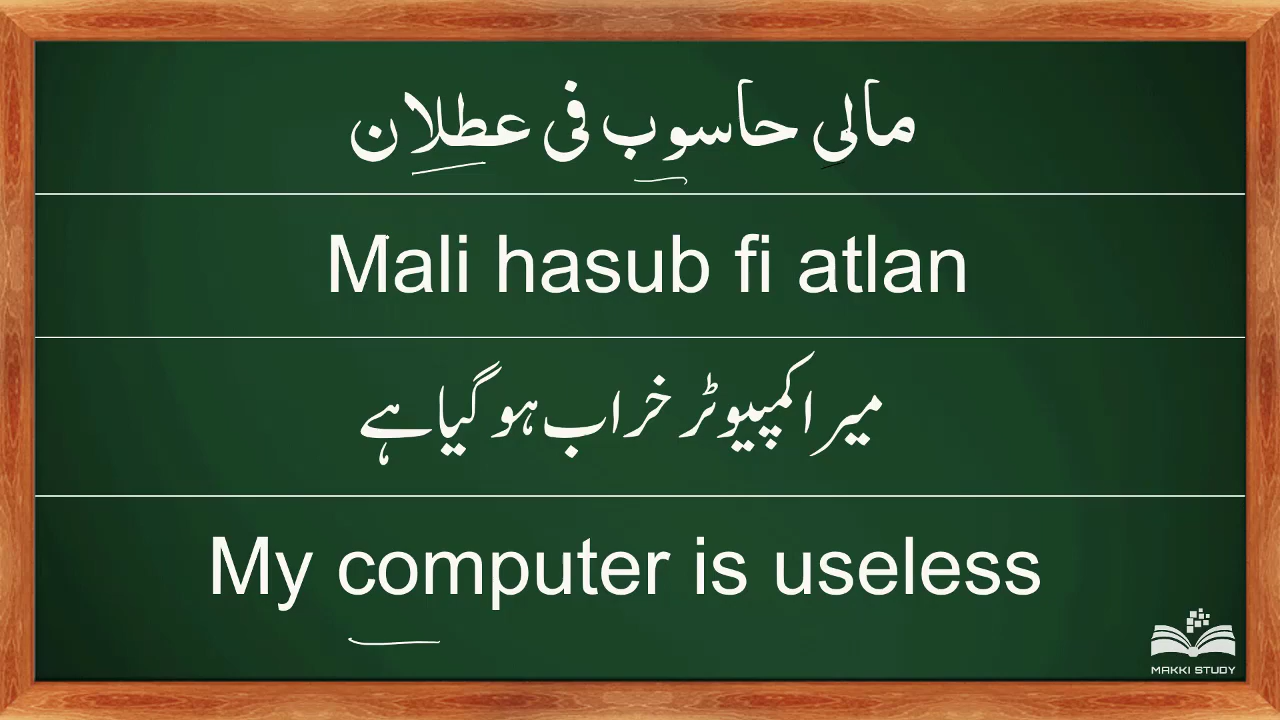 مالی حاسوب فی عطلان
Mali hasub fi atlan
میرا کمپیوٹر خراب ہو گیا ہے
My computer is useless
MAKKI STUDY